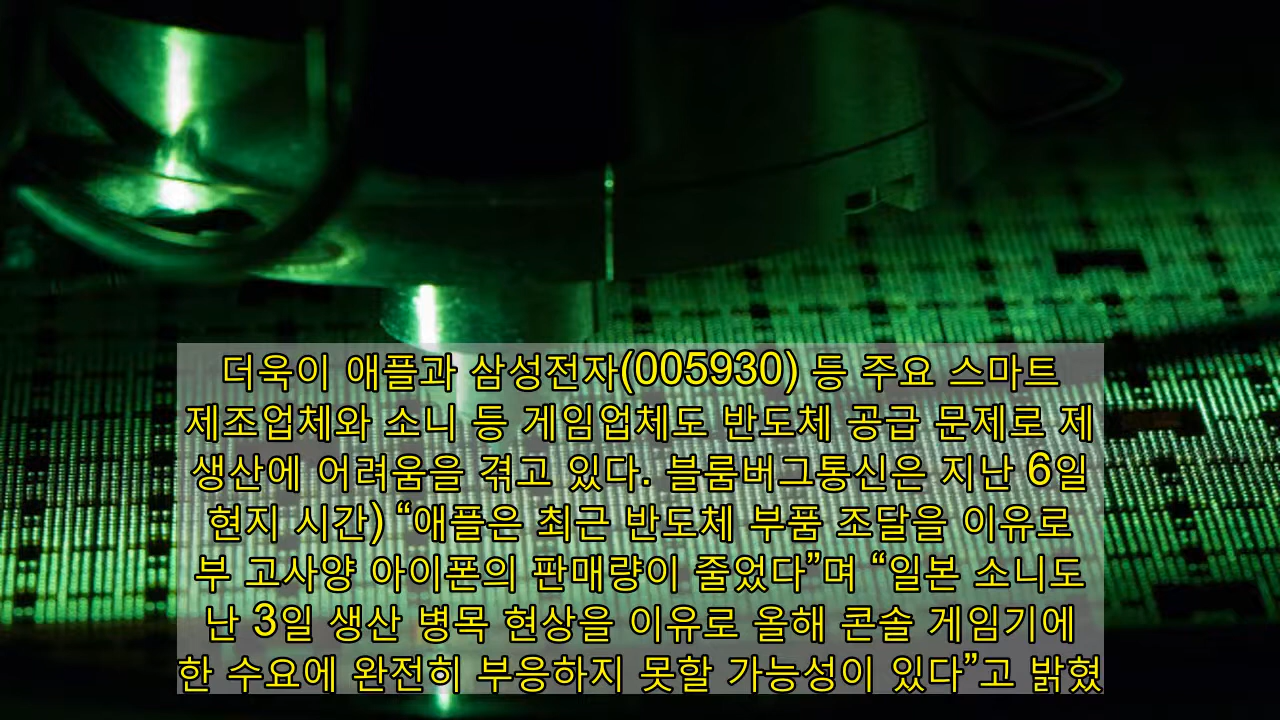 더욱이 애플과 삼성전자(005930) 등 주요 스마트
제조업체와 소니 등 게임업체도 반도체 공급 문제로 제
생산에 어려움을 겪고 있다. 블룸버그통신은 지난 6일
현지 시간) “애플은 최근 반도체 부품 조달을 이유로
부 고사양 아이폰의 판매량이 줄었다”며 “일본 소니도
난 3일 생산 병목 현상을 이유로 올해 콘솔 게임기에
한 수요에 완전히 부응하지 못할 가능성이 있다”고 밝혔